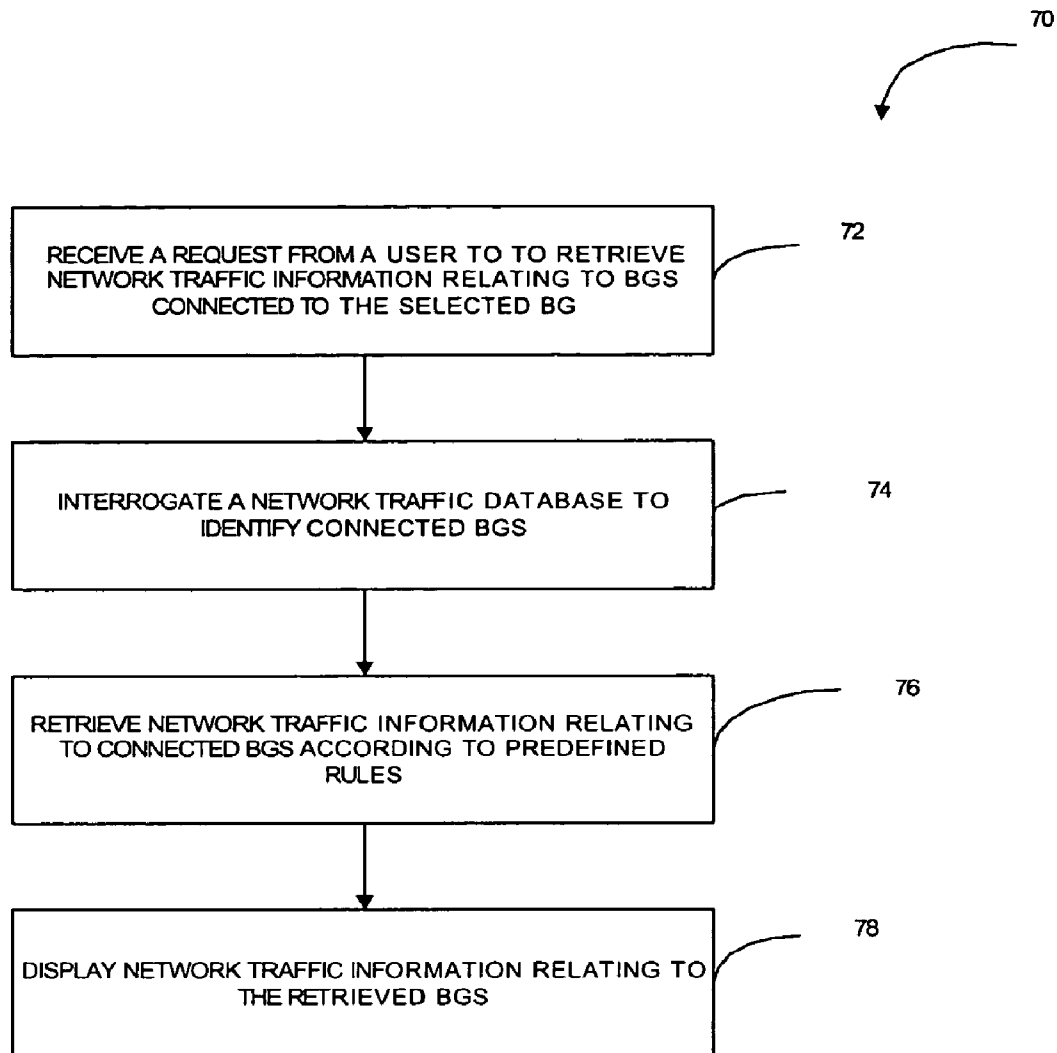 70
RECEIVE A REQUEST FROM A USER TO TO RETRIEVE
NETWORK TRAFFIC INFORMATION RELATING TO BGS
CONNECTED TO THE SELECTED BG
72
INTERROGATE A NETWORK TRAFFIC DATABASE TO
IDENTIFY CONNECTED BGS
74
RETRIEVE NETWORK TRAFFIC INFORMATION RELATING
TO CONNECTED BGS ACCORDING TO PREDEFINED
RULES
76
DISPLAY NETWORK TRAFFIC INFORMATION RELATING TO
THE RETRIEVED BGS
78